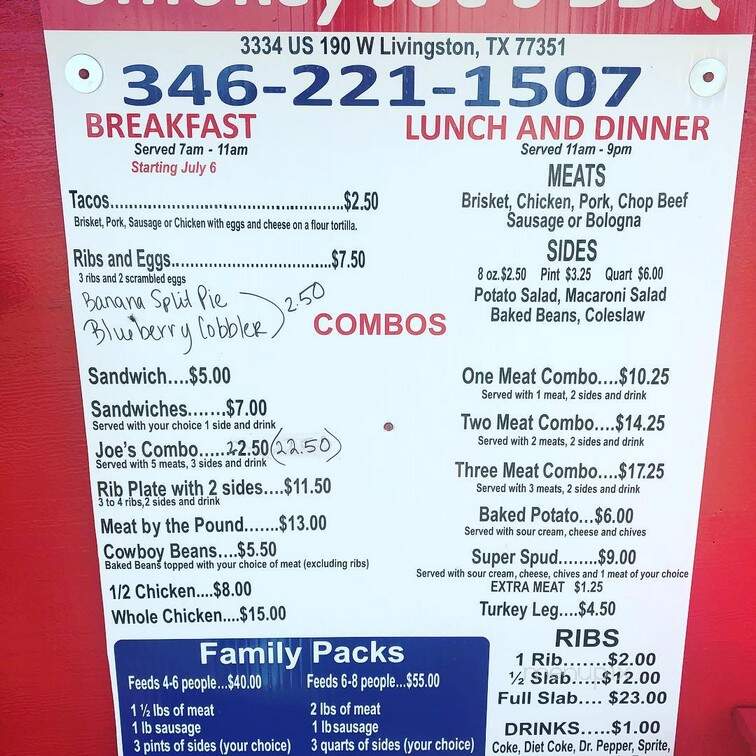 3334 US 190 W Livingston, TX 77351
346-221-1507
BREAKFAST
Served 7am - 11am
Starting July 6
Tacos...........................................$2.50
Brisket, Pork, Sausage or Chicken with eggs and cheese on a flour tortilla.
Ribs and Eggs.............................$7.50
3 ribs and 2 scrambled eggs
Banana Split Pie
Blueberry Cobbler
2.50
LUNCH AND DINNER
Served 11am - 9pm
MEATS
Brisket, Chicken, Pork, Chop Beef
Sausage or Bologna
SIDES
8 oz.$2.50 Pint $3.25 Quart $6.00
Potato Salad, Macaroni Salad
Baked Beans, Coleslaw
COMBOS
Sandwich....$5.00
Sandwiches.......$7.00
Served with your choice 1 side and drink
Joe's Combo.....22.50 (22.50)
Served with 5 meats, 3 sides and drink
Rib Plate with 2 sides....$11.50
3 to 4 ribs,2 sides and drink
Meat by the Pound.......$13.00
Cowboy Beans....$5.50
Baked Beans topped with your choice of meat (excluding ribs)
1/2 Chicken....$8.00
Whole Chicken....$15.00
One Meat Combo....$10.25
Served with 1 meat, 2 sides and drink
Two Meat Combo....$14.25
Served with 2 meats, 2 sides and drink
Three Meat Combo....$17.25
Served with 3 meats, 2 sides and drink
Baked Potato...$6.00
Served with sour cream, cheese and chives
Super Spud........$9.00
Served with sour cream, cheese, chives and 1 meat of your choice
EXTRA MEAT $1.25
Turkey Leg....$4.50
Family Packs
Feeds 4-6 people...$40.00
1 ½ lbs of meat
1 lb sausage
3 pints of sides (your choice)
Feeds 6-8 people...$55.00
2 lbs of meat
1 lb sausage
3 quarts of sides (your choice)
RIBS
1 Rib.......$2.00
½ Slab....$12.00
Full Slab.... $23.00
DRINKS.....$1.00
Coke, Diet Coke, Dr. Pepper, Sprite,